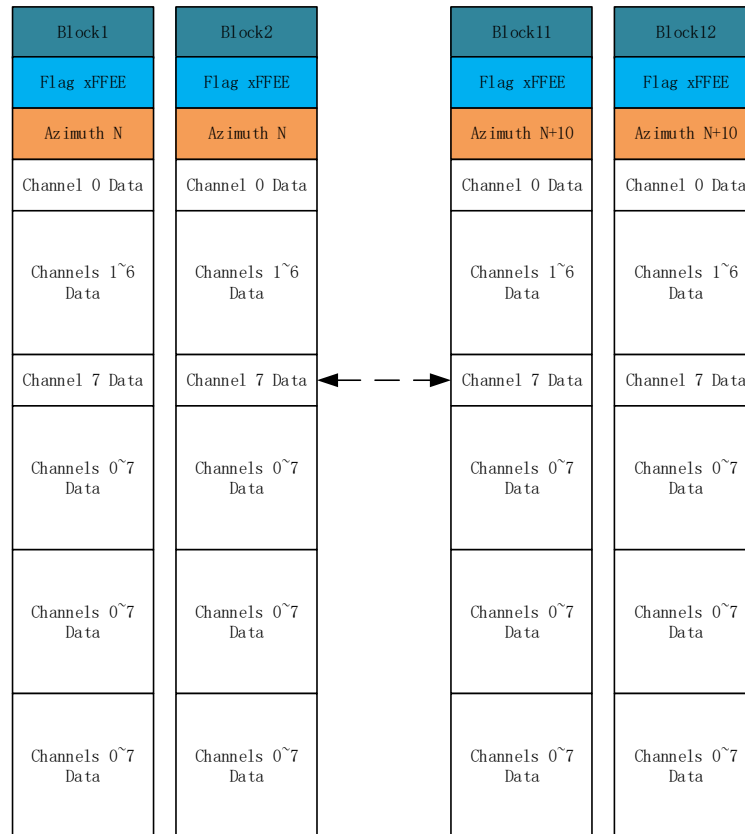 Block1
Flag xFFEE
Azimuth N
Channel 0 Data
Channels 1~6
Data
Channel 7 Data
Channels 0~7
Data
Channels 0~7
Data
Channels 0~7
Data
Block2
Flag xFFEE
Azimuth N
Channel 0 Data
Channels 1~6
Data
Channel 7 Data
Channels 0~7
Data
Channels 0~7
Data
Channels 0~7
Data
Block11
Flag xFFEE
Azimuth N+10
Channel 0 Data
Channels 1~6
Data
Channel 7 Data
Channels 0~7
Data
Channels 0~7
Data
Channels 0~7
Data
Block12
Flag xFFEE
Azimuth N+10
Channel 0 Data
Channels 1~6
Data
Channel 7 Data
Channels 0~7
Data
Channels 0~7
Data
Channels 0~7
Data